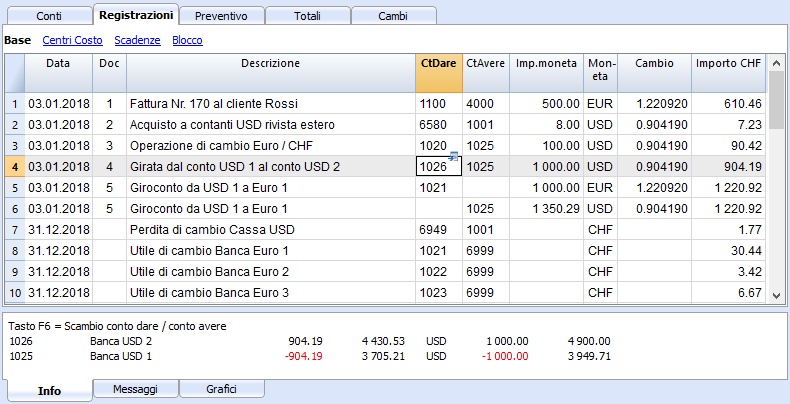 Conti Registrazioni Preventivo Totali Cambi
Base Centri Costo Scadenze Blocco
Data Doc Descrizione CtDare CtAvere Imp.moneta Mon- Cambio Importo CHF
eta
1 03.01.2018 1 Fattura Nr. 170 al cliente Rossi 1100 4000 500.00 EUR 1.220920 610.46
2 03.01.2018 2 Acquisto a contanti USD rivista estero 6580 1001 8.00 USD 0.904190 7.23
3 03.01.2018 3 Operazione di cambio Euro / CHF 1020 1025 100.00 USD 0.904190 90.42
4 03.01.2018 4 Girata dal conto USD 1 al conto USD 2 1026 1025 1 000.00 USD 0.904190 904.19
5 03.01.2018 5 Giroconto da USD 1 a Euro 1 1021 1 000.00 EUR 1.220920 1 220.92
6 03.01.2018 5 Giroconto da USD 1 a Euro 1 1025 1 350.29 USD 0.904190 1 220.92
7 31.12.2018 Perdita di cambio Cassa USD 6949 1001 CHF 1.77
8 31.12.2018 Utile di cambio Banca Euro 1 1021 6999 CHF 30.44
9 31.12.2018 Utile di cambio Banca Euro 2 1022 6999 CHF 3.42
10 31.12.2018 Utile di cambio Banca Euro 3 1023 6999 CHF 6.67
Tasto F6 = Scambio conto dare / conto avere
1026 Banca USD 2 904.19 4 430.53 USD 1 000.00 4 900.00
1025 Banca USD 1 -904.19 3 705.21 USD -1 000.00 3 949.71
Info Messaggi Grafici